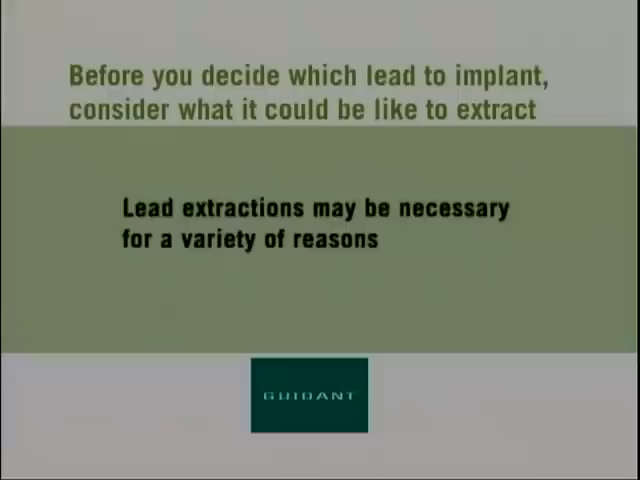 Before you decide which lead to implant,
consider what it could be like to extract
Lead extractions may be necessary
for a variety of reasons
GUIDANT